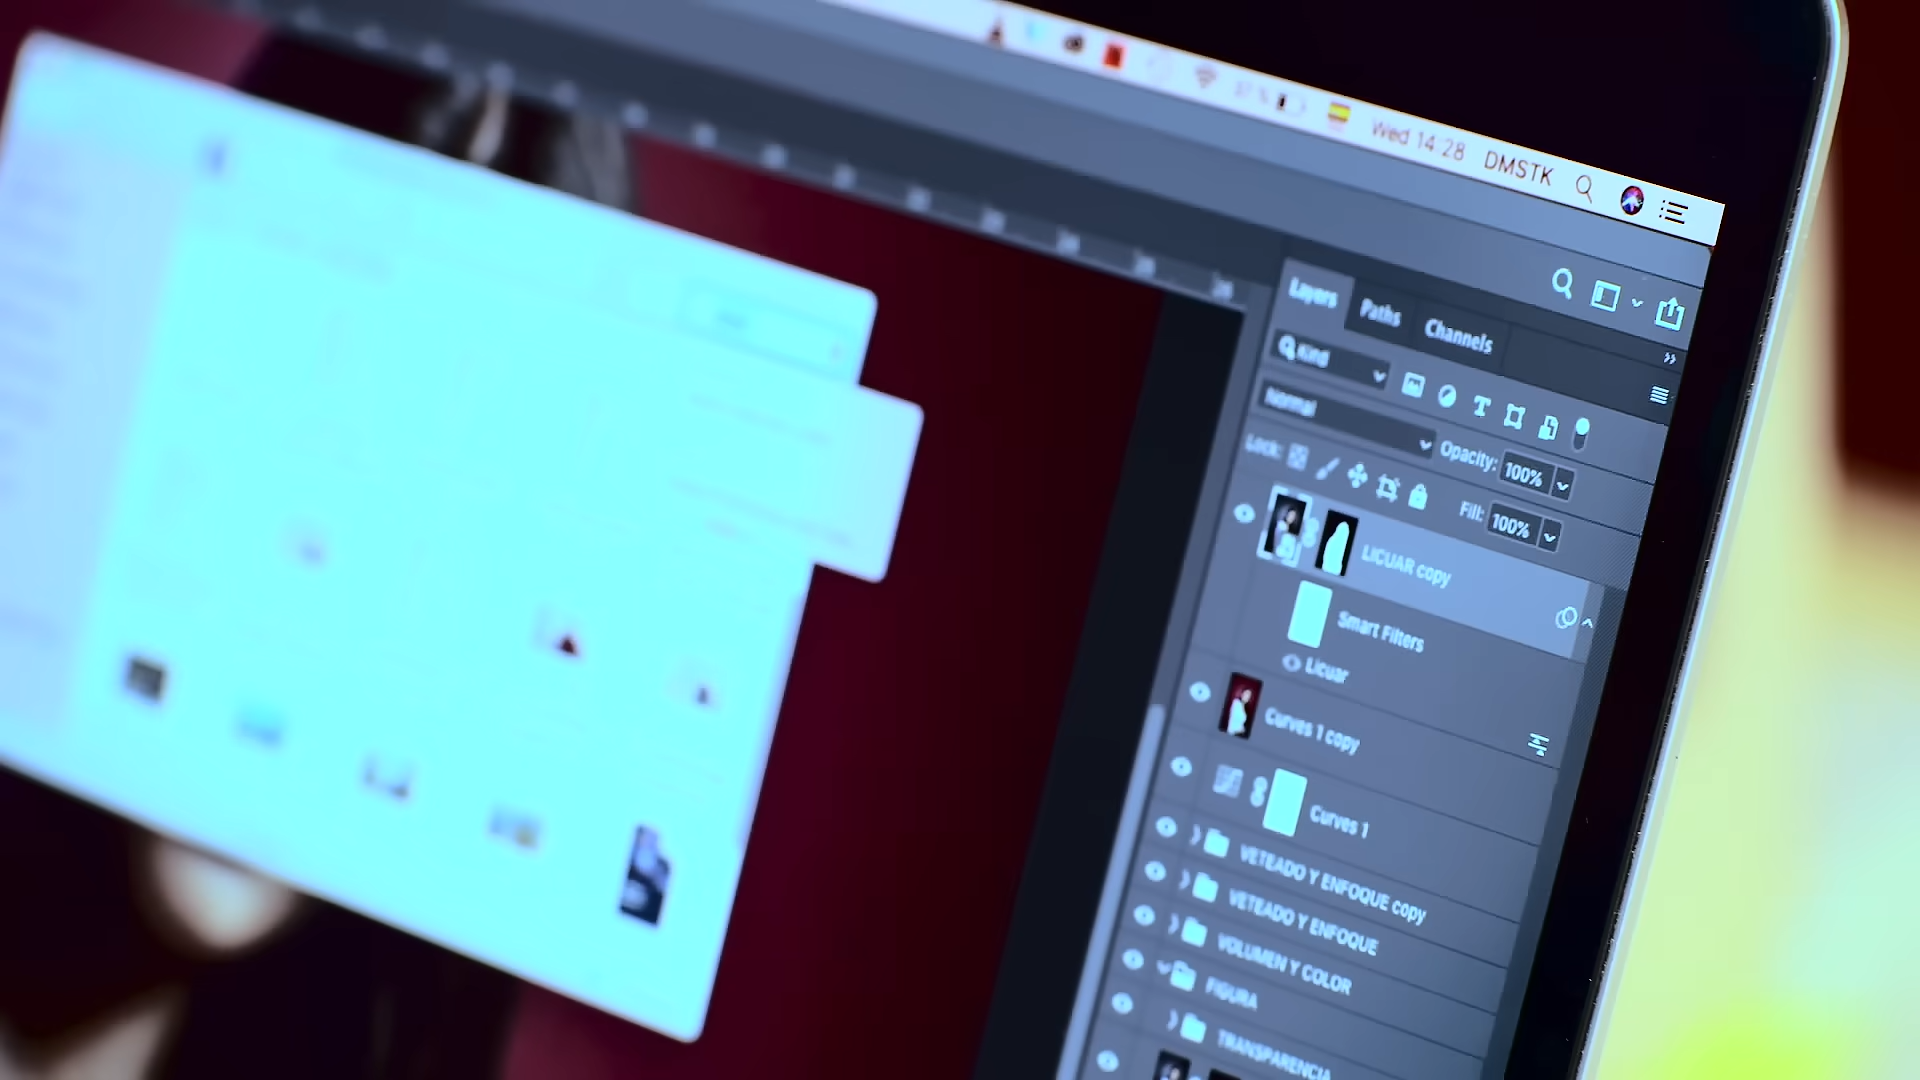 Wed 14:28 DMSTK
Layers Paths Channels
Kind
Normal
Opacity: 100%
Lock:
Fill: 100%
LICUAR copy
Smart Filters
Licuar
Curves 1 copy
Curves 1
VETEADO Y ENFOQUE copy
VETEADO Y ENFOQUE
VOLUMEN Y COLOR
FIGURA
TRANSPARENCIA